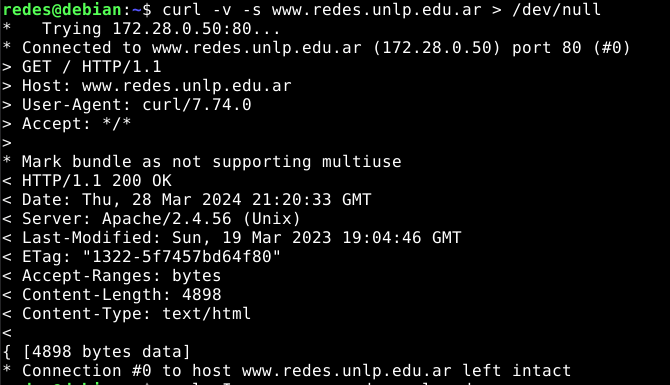 redes@debian:~$ curl -v -s www.redes.unlp.edu.ar > /dev/null
*   Trying 172.28.0.50:80...
* Connected to www.redes.unlp.edu.ar (172.28.0.50) port 80 (#0)
> GET / HTTP/1.1
> Host: www.redes.unlp.edu.ar
> User-Agent: curl/7.74.0
> Accept: */*
>
* Mark bundle as not supporting multiuse
< HTTP/1.1 200 OK
< Date: Thu, 28 Mar 2024 21:20:33 GMT
< Server: Apache/2.4.56 (Unix)
< Last-Modified: Sun, 19 Mar 2023 19:04:46 GMT
< ETag: "1322-5f7457bd64f80"
< Accept-Ranges: bytes
< Content-Length: 4898
< Content-Type: text/html
<
{ [4898 bytes data]
* Connection #0 to host www.redes.unlp.edu.ar left intact